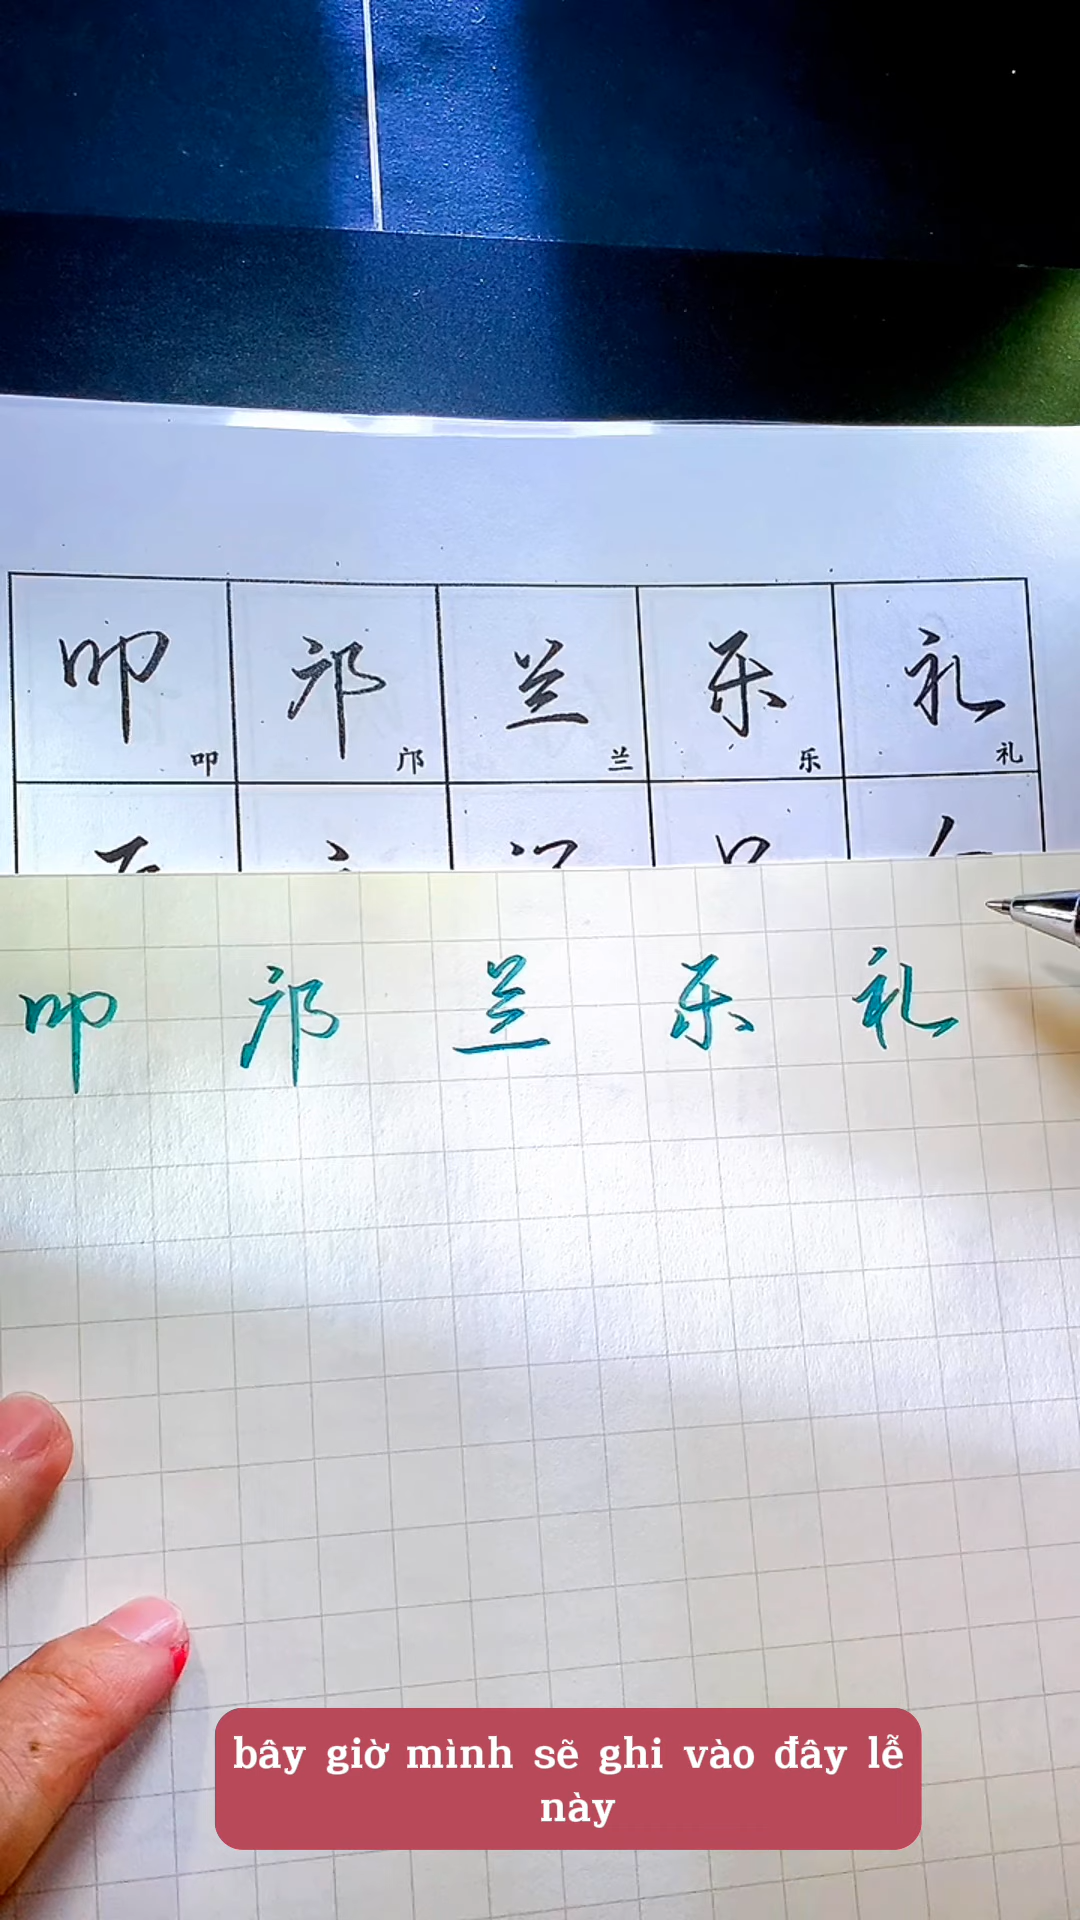 叩 邝 兰 乐 礼
叩 邝 兰 乐 礼
叩 邝 兰 乐 礼
bây giờ mình sẽ ghi vào đây lễ
này